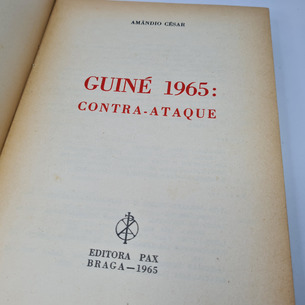 AMÂNDIO CÉSAR
GUINÉ 1965:
CONTRA-ATAQUE
EDITORA PAX
BRAGA—1965